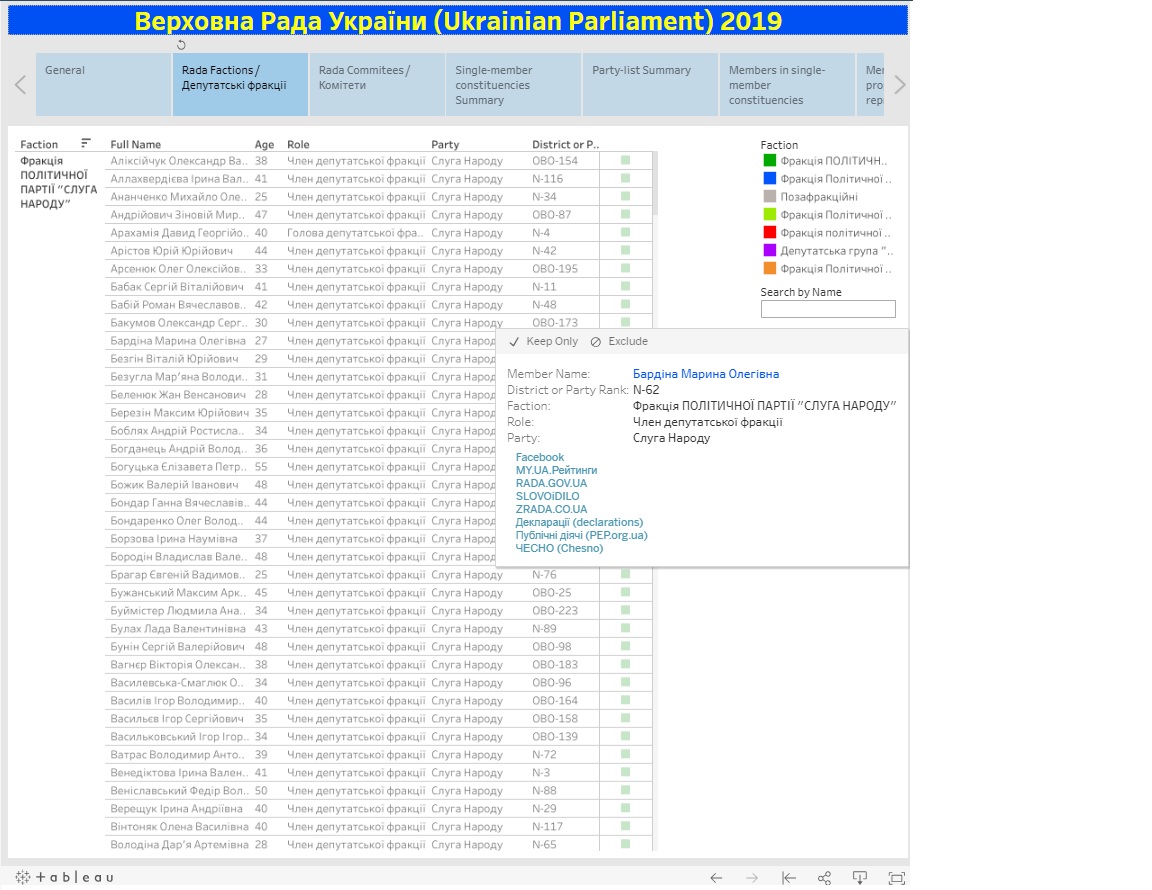 Верховна Рада України (Ukrainian Parliament) 2019
General
Rada Factions /
Депутатські фракції
Rada Commitees /
Комітети
Single-member
constituencies
Summary
Party-list Summary
Members in single-
member
constituencies
Faction Full Name Age Role Party District or P..
Фракція
ПОЛІТИЧНОЇ
ПАРТІЇ "СЛУГА
НАРОДУ"
Аліксійчук Олександр Ва.. 38 Член депутатської фракції Слуга Народу ОВО-154
Аллахвердієва Ірина Вал.. 41 Член депутатської фракції Слуга Народу N-116
Ананченко Михайло Оле.. 25 Член депутатської фракції Слуга Народу N-34
Андрійович Зіновій Мир.. 47 Член депутатської фракції Слуга Народу ОВО-87
Арахамія Давид Георгійо.. 40 Голова депутатської фра.. Слуга Народу N-4
Арістов Юрій Юрійович 44 Член депутатської фракції Слуга Народу N-42
Арсенюк Олег Олексійов.. 33 Член депутатської фракції Слуга Народу ОВО-195
Бабак Сергій Віталійович 41 Член депутатської фракції Слуга Народу N-11
Бабій Роман Вячеславов.. 42 Член депутатської фракції Слуга Народу N-48
Бакумов Олександр Серг.. 30 Член депутатської фракції Слуга Народу ОВО-173
Бардіна Марина Олегівна 27 Член депутатської фракції Слуга Народ
Безгін Віталій Юрійович 29 Член депутатської фракції Слуга Народ
Безугла Мар'яна Володи.. 31 Член депутатської фракції Слуга Народ
Беленюк Жан Венсанович 28 Член депутатської фракції Слуга Народ
Березін Максим Юрійович 35 Член депутатської фракції Слуга Народ
Боблях Андрій Ростисла.. 34 Член депутатської фракції Слуга Народ
Богданець Андрій Волод.. 36 Член депутатської фракції Слуга Народ
Богуцька Єлізавета Петр.. 55 Член депутатської фракції Слуга Народ
Божик Валерій Іванович 48 Член депутатської фракції Слуга Народ
Бондар Ганна Вячеславів.. 44 Член депутатської фракції Слуга Народ
Бондаренко Олег Волод.. 44 Член депутатської фракції Слуга Народ
Борзова Ірина Наумівна 37 Член депутатської фракції Слуга Народ
Бородін Владислав Вале.. 48 Член депутатської фракції Слуга Народ
Брагар Євгеній Вадимов.. 25 Член депутатської фракції Слуга Народу N-76
Бужанський Максим Арк.. 45 Член депутатської фракції Слуга Народу ОВО-25
Буймістер Людмила Ана.. 34 Член депутатської фракції Слуга Народу ОВО-223
Булах Лада Валентинівна 43 Член депутатської фракції Слуга Народу N-89
Бунін Сергій Валерійович 48 Член депутатської фракції Слуга Народу ОВО-98
Вагнєр Вікторія Олексан.. 38 Член депутатської фракції Слуга Народу ОВО-183
Василевська-Смаглюк О.. 34 Член депутатської фракції Слуга Народу ОВО-96
Василів Ігор Володимир.. 40 Член депутатської фракції Слуга Народу ОВО-164
Васильєв Ігор Сергійович 35 Член депутатської фракції Слуга Народу ОВО-158
Васильковський Ігор Ігор.. 34 Член депутатської фракції Слуга Народу ОВО-139
Ватрас Володимир Анто.. 39 Член депутатської фракції Слуга Народу N-72
Венедіктова Ірина Вален.. 41 Член депутатської фракції Слуга Народу N-3
Веніславський Федір Вол.. 50 Член депутатської фракції Слуга Народу N-88
Верещук Ірина Андріївна 40 Член депутатської фракції Слуга Народу N-29
Вінтоняк Олена Василівна 40 Член депутатської фракції Слуга Народу N-117
Володіна Дар'я Артемівна 28 Член депутатської фракції Слуга Народу N-65
Faction
Фракція ПОЛІТИЧН..
Фракція Політичної ..
Позафракційні
Фракція Політичної ..
Фракція політичної ..
Депутатська група "..
Фракція Політичної ..
Search by Name
Keep Only Exclude
Member Name: Бардіна Марина Олегівна
District or Party Rank: N-62
Faction: Фракція ПОЛІТИЧНОЇ ПАРТІЇ "СЛУГА НАРОДУ"
Role: Член депутатської фракції
Party: Слуга Народу
Facebook
MY.UA.Рейтинги
RADA.GOV.UA
SLOVOiDILO
ZRADA.CO.UA
Декларації (declarations)
Публічні діячі (PEP.org.ua)
ЧЕСНО (Chesno)
+ a b l e a u